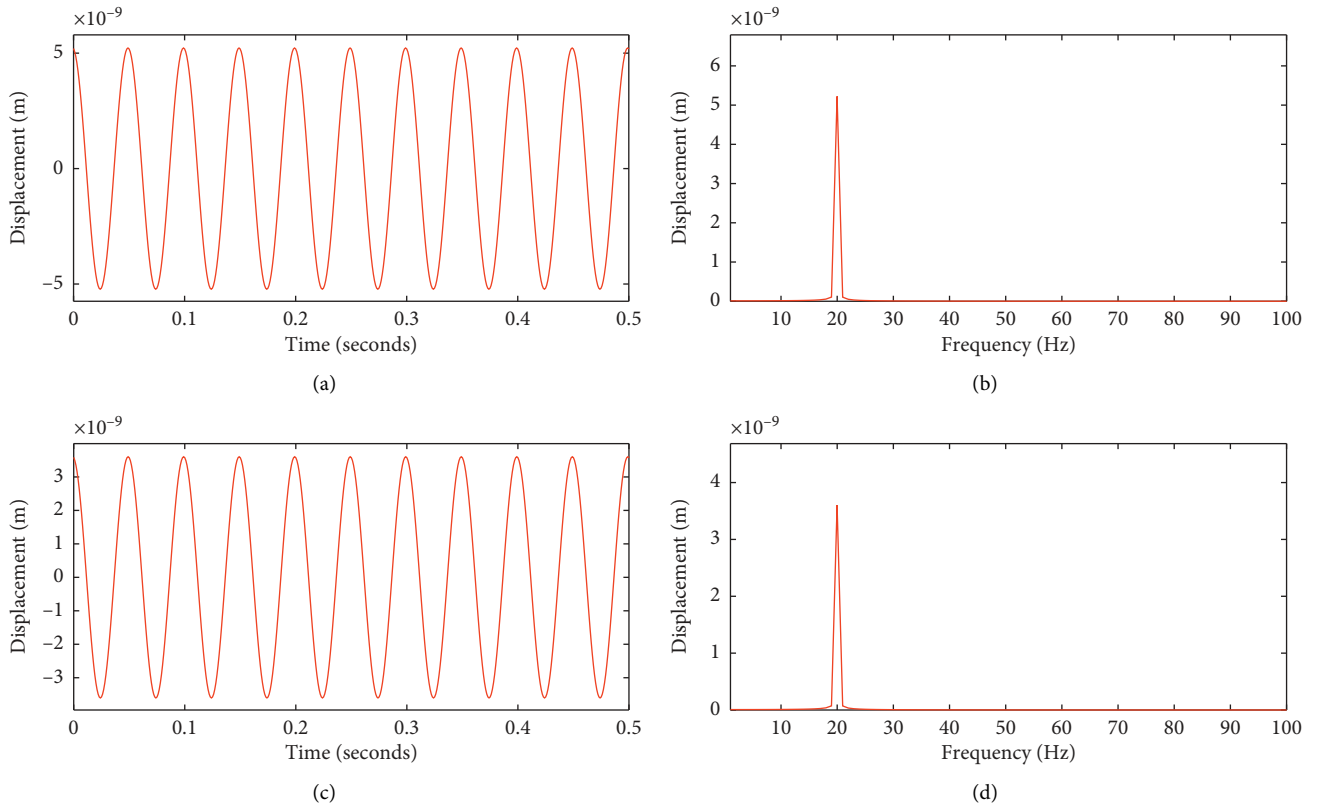 ×10⁻⁹
5
0
−5
Displacement (m)
0 0.1 0.2 0.3 0.4 0.5
Time (seconds)
(a)
×10⁻⁹
6
5
4
3
2
1
0
Displacement (m)
10 20 30 40 50 60 70 80 90 100
Frequency (Hz)
(b)
×10⁻⁹
3
2
1
0
−1
−2
−3
Displacement (m)
0 0.1 0.2 0.3 0.4 0.5
Time (seconds)
(c)
×10⁻⁹
4
3
2
1
0
Displacement (m)
10 20 30 40 50 60 70 80 90 100
Frequency (Hz)
(d)